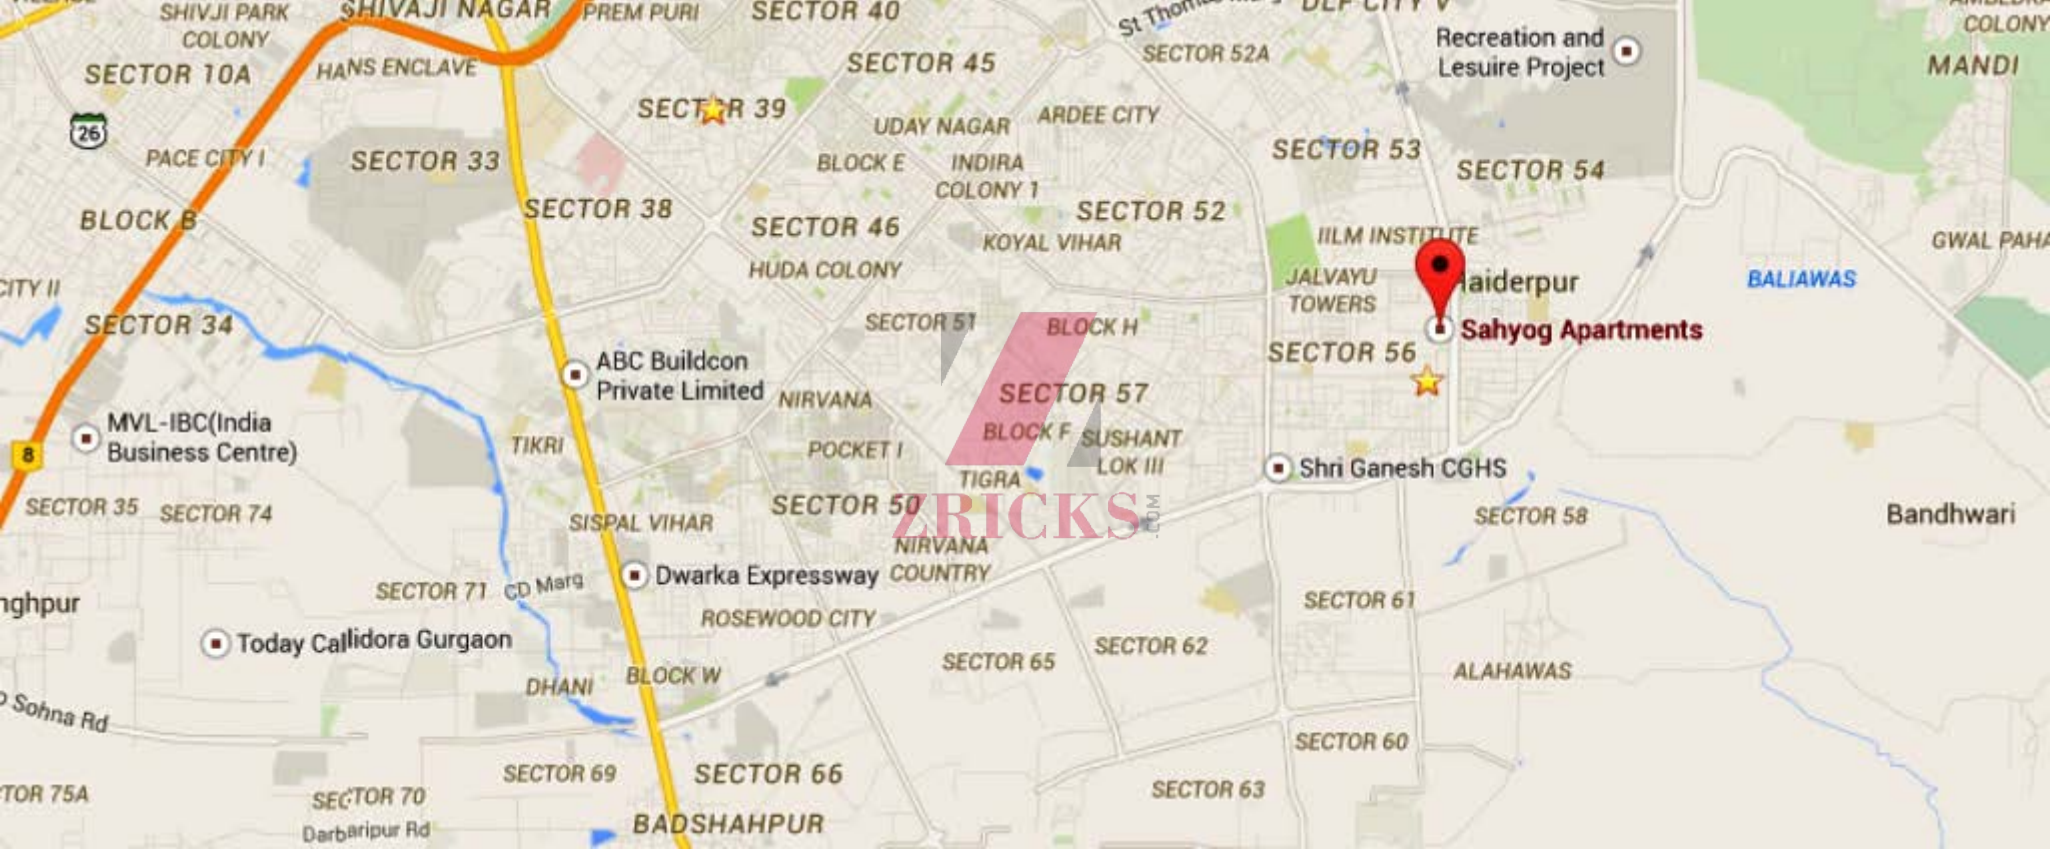 SHIVJI PARK
COLONY
SHIVAJI NAGAR
PREM PURI
SECTOR 40
DLF CITY V
COLONY
SECTOR 10A
HANS ENCLAVE
SECTOR 45
SECTOR 52A
Recreation and
Lesuire Project
MANDI
26
SECTOR 39
UDAY NAGAR
ARDEE CITY
PACE CITY I
SECTOR 33
BLOCK E
INDIRA
COLONY 1
SECTOR 53
SECTOR 54
BLOCK B
SECTOR 38
SECTOR 46
SECTOR 52
KOYAL VIHAR
IILM INSTITUTE
GWAL PAHA
HUDA COLONY
JALVAYU
TOWERS
aiderpur
BALIAWAS
CITY II
SECTOR 34
SECTOR 51
BLOCK H
Sahyog Apartments
SECTOR 56
ABC Buildcon
Private Limited
NIRVANA
SECTOR 57
MVL-IBC(India
Business Centre)
8
TIKRI
POCKET I
BLOCK F
SUSHANT
LOK III
TIGRA
Shri Ganesh CGHS
SECTOR 35
SECTOR 74
SISPAL VIHAR
SECTOR 50
ZRICKS
.COM
SECTOR 58
Bandhwari
NIRVANA
COUNTRY
SECTOR 71
CD Marg
Dwarka Expressway
nghpur
ROSEWOOD CITY
SECTOR 61
Today Callidora Gurgaon
SECTOR 65
SECTOR 62
BLOCK W
DHANI
ALAHAWAS
Sohna Rd
SECTOR 60
SECTOR 69
SECTOR 66
TOR 75A
SECTOR 70
SECTOR 63
Darbaripur Rd
BADSHAHPUR